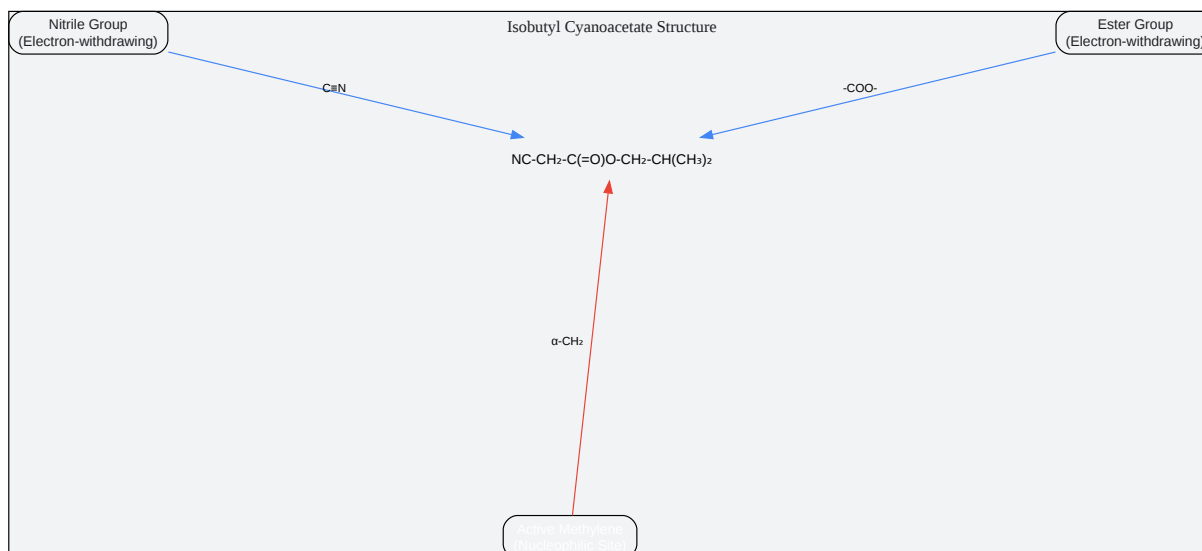 Nitrile Group
(Electron-withdrawing)
Isobutyl Cyanoacetate Structure
Ester Group
(Electron-withdrawing)
C≡N
-COO-
NC-CH₂-C(=O)O-CH₂-CH(CH₃)₂
α-CH₂
Active Methylene
(Nucleophilic Site)